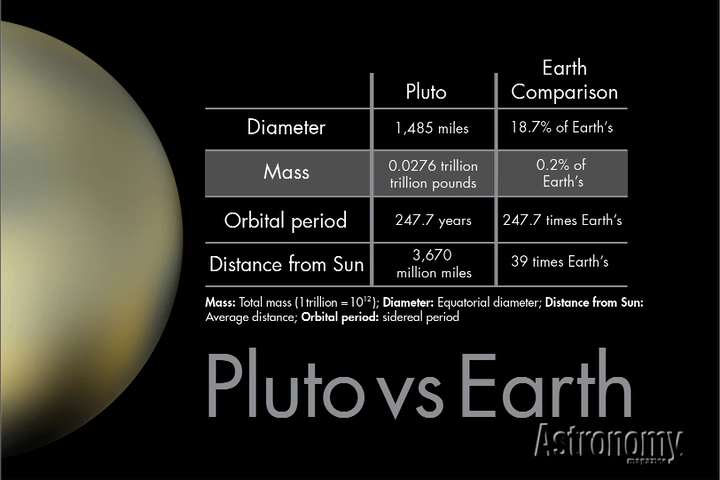 Pluto
Earth
Comparison
Diameter 1,485 miles 18.7% of Earth's
Mass 0.0276 trillion
trillion pounds 0.2% of
Earth's
Orbital period 247.7 years 247.7 times Earth's
Distance from Sun 3,670
million miles 39 times Earth's
Mass: Total mass (1trillion =10¹²); Diameter: Equatorial diameter; Distance from Sun:
Average distance; Orbital period: sidereal period
Pluto vs Earth
Astronomy
magazine